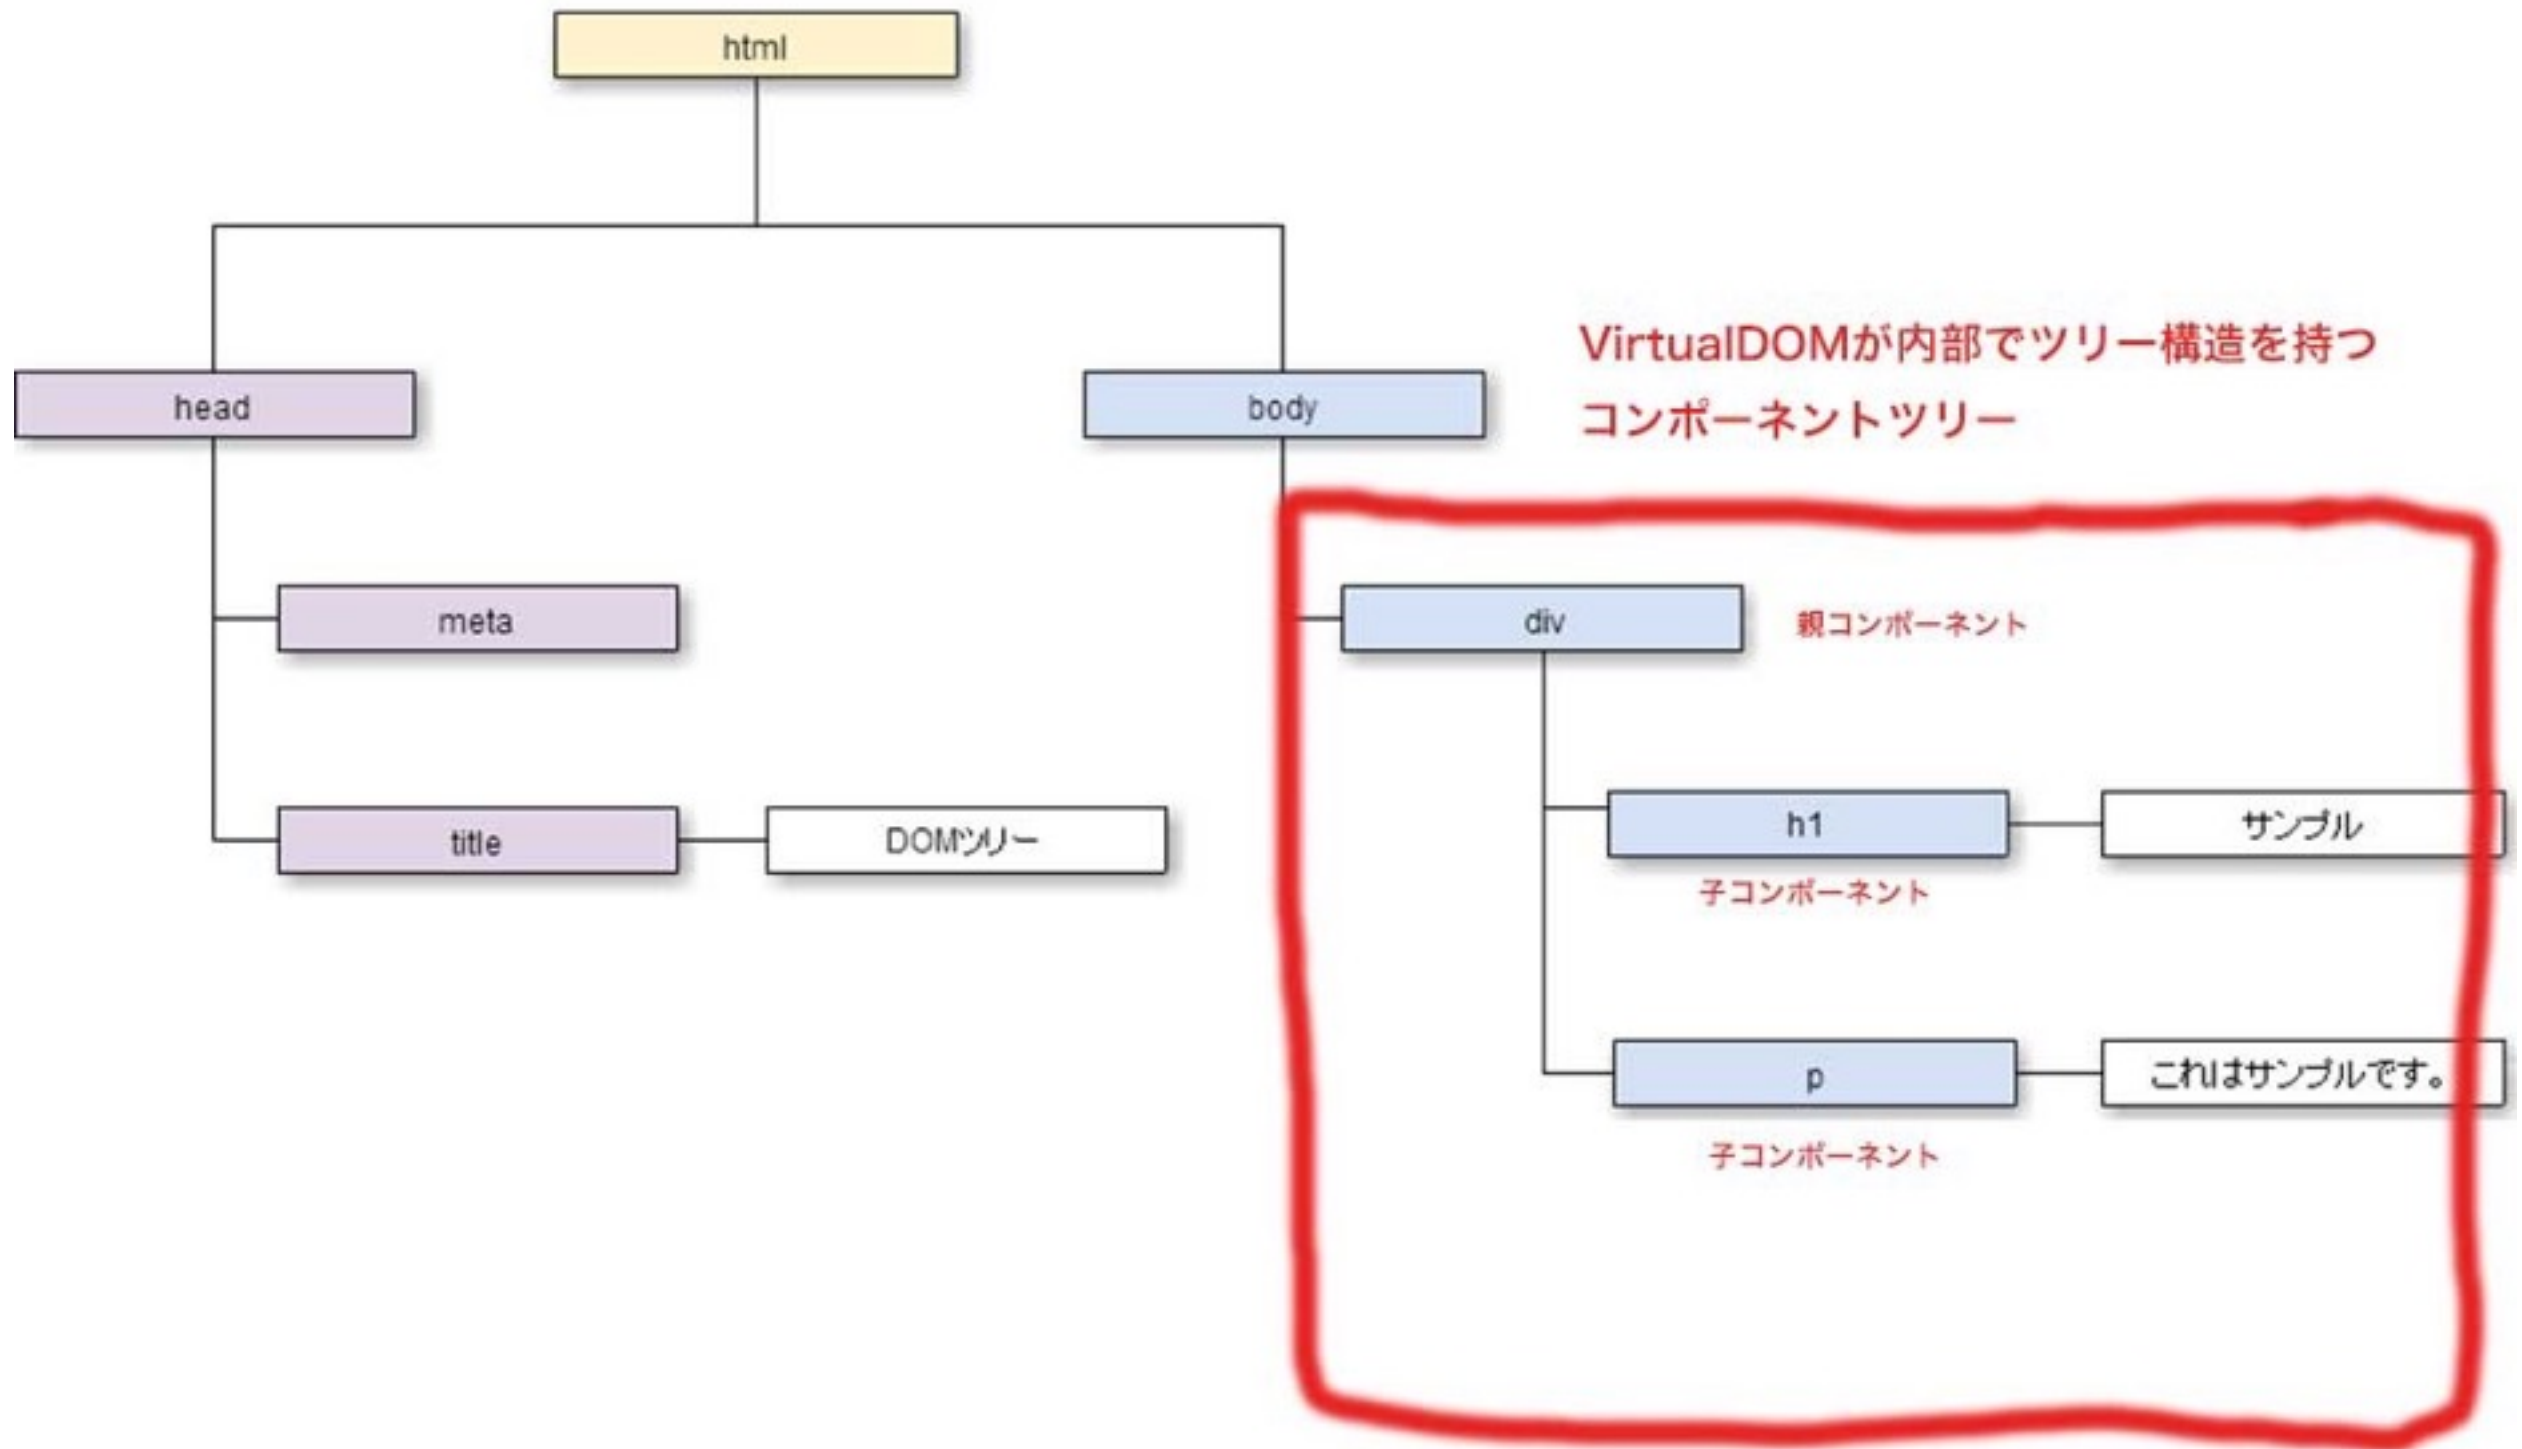 html
head
body
VirtualDOMが内部でツリー構造を持つ
コンポーネントツリー
meta
div
親コンポーネント
title
DOMツリー
h1
サンプル
子コンポーネント
p
これはサンプルです。
子コンポーネント